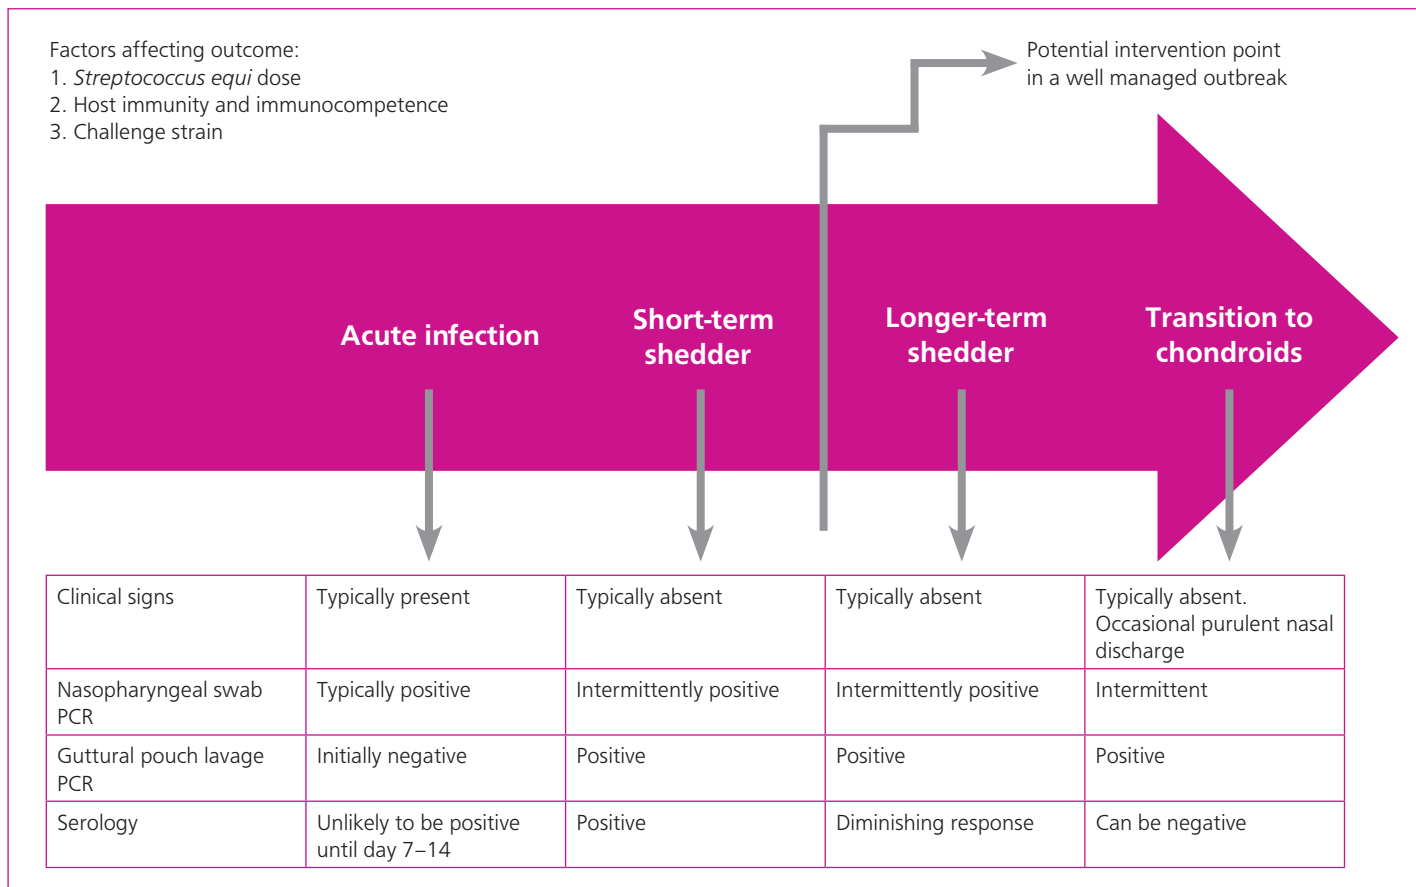 Factors affecting outcome:
1. Streptococcus equi dose
2. Host immunity and immunocompetence
3. Challenge strain
Potential intervention point
in a well managed outbreak
Acute infection
Short-term
shedder
Longer-term
shedder
Transition to
chondroids
Clinical signs
Typically present
Typically absent
Typically absent
Typically absent.
Occasional purulent nasal
discharge
Nasopharyngeal swab
PCR
Typically positive
Intermittently positive
Intermittently positive
Intermittent
Guttural pouch lavage
PCR
Initially negative
Positive
Positive
Positive
Serology
Unlikely to be positive
until day 7–14
Positive
Diminishing response
Can be negative